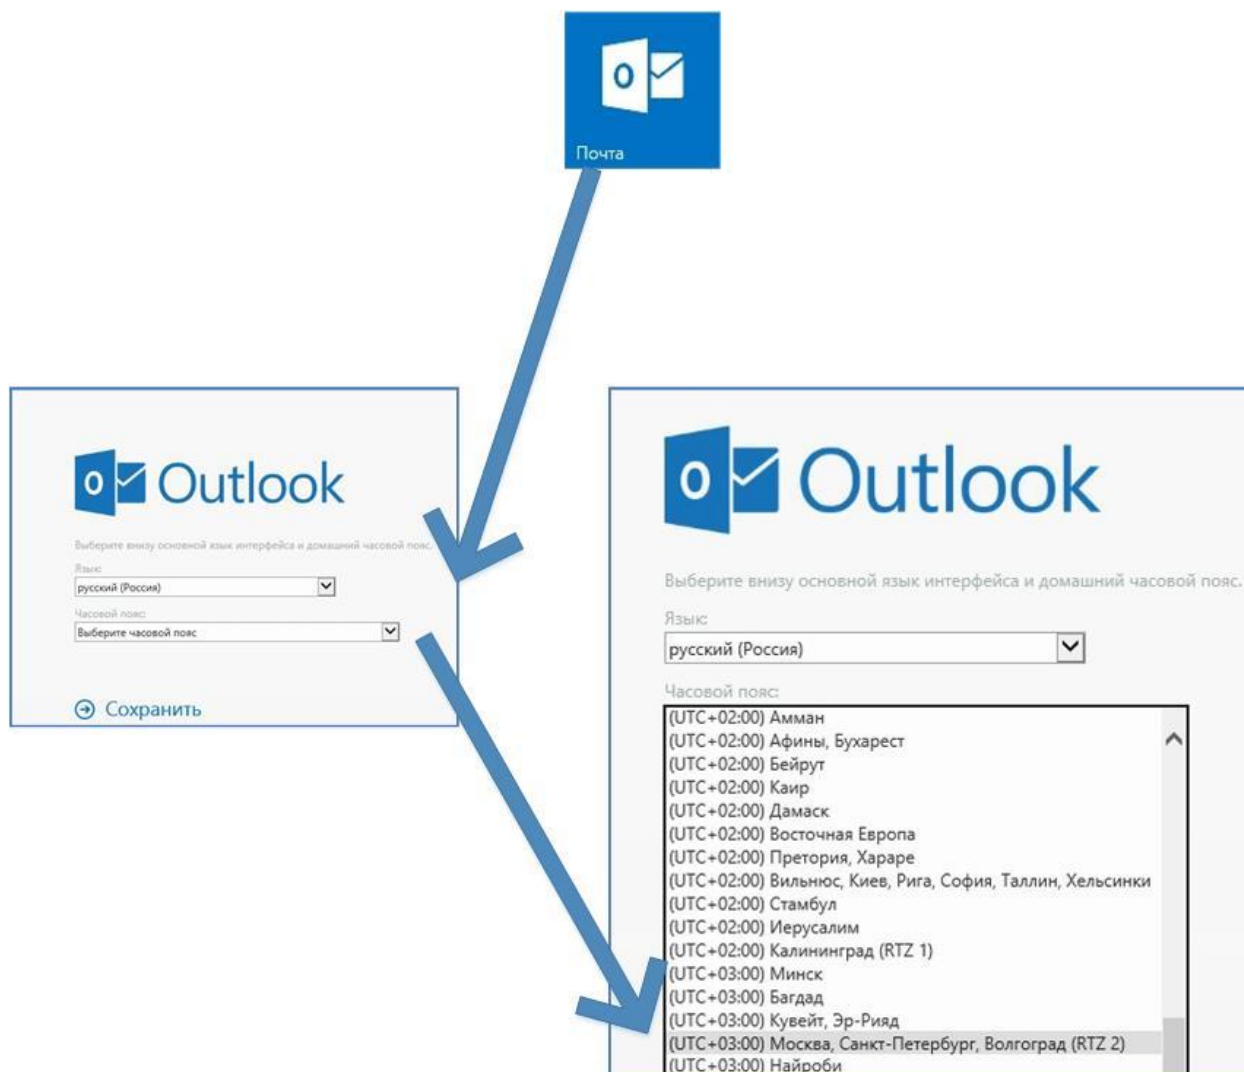 Почта
Outlook
Выберите внизу основной язык интерфейса и домашний часовой пояс.
Язык:
русский (Россия)
Часовой пояс:
Выберите часовой пояс
Сохранить
Outlook
Выберите внизу основной язык интерфейса и домашний часовой пояс.
Язык:
русский (Россия)
Часовой пояс:
(UTC+02:00) Амман
(UTC+02:00) Афины, Бухарест
(UTC+02:00) Бейрут
(UTC+02:00) Каир
(UTC+02:00) Дамаск
(UTC+02:00) Восточная Европа
(UTC+02:00) Претория, Хараре
(UTC+02:00) Вильнюс, Киев, Рига, София, Таллин, Хельсинки
(UTC+02:00) Стамбул
(UTC+02:00) Иерусалим
(UTC+02:00) Калининград (RTZ 1)
(UTC+03:00) Минск
(UTC+03:00) Багдад
(UTC+03:00) Кувейт, Эр-Рияд
(UTC+03:00) Москва, Санкт-Петербург, Волгоград (RTZ 2)
(UTC+03:00) Найроби